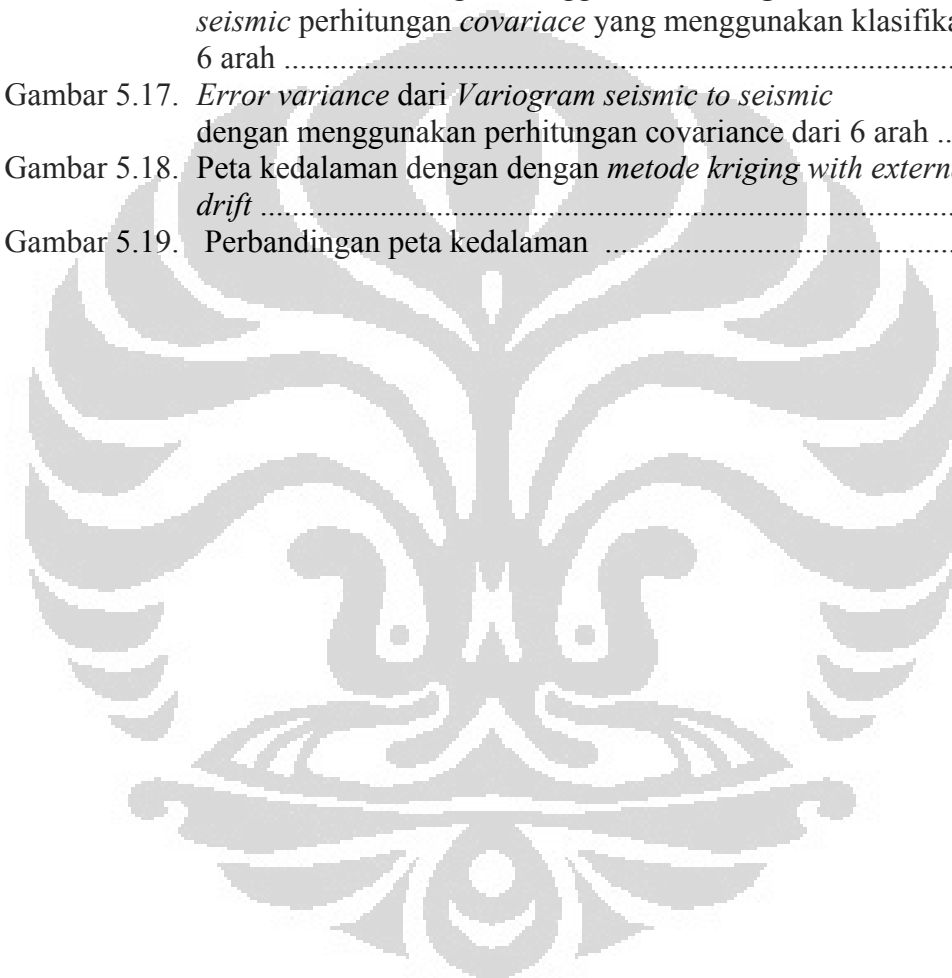 seismic perhitungan covariace yang menggunakan
6 arah ........................................................................
Gambar 5.17. Error variance dari Variogram seismic to seismic
dengan menggunakan perhitungan covariance dari 6 arah ..
Gambar 5.18. Peta kedalaman dengan dengan metode kriging with
drift ............................................................................
Gambar 5.19. Perbandingan peta kedalaman ......................................